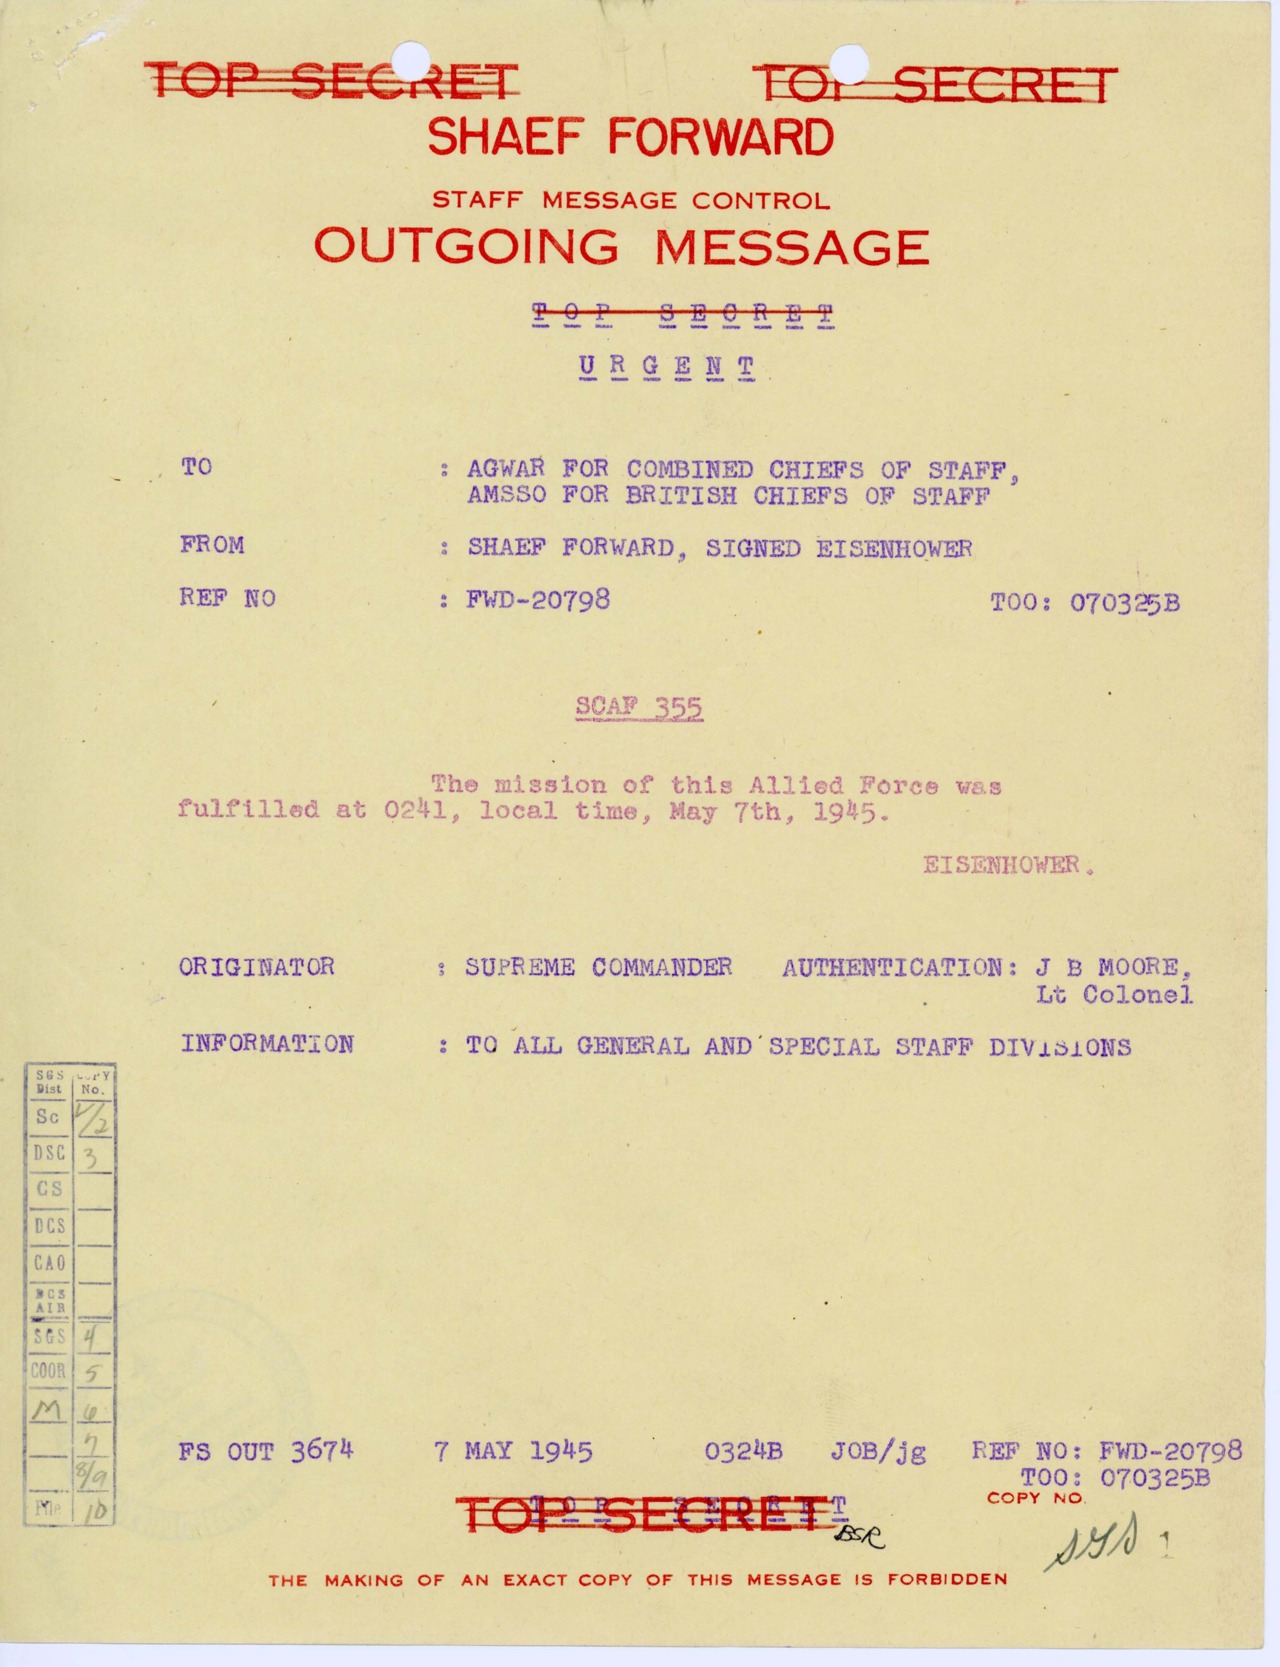 TOP SECRET TOP SECRET
SHAEF FORWARD
STAFF MESSAGE CONTROL
OUTGOING MESSAGE
TOP SECRET
URGENT
TO : AGWAR FOR COMBINED CHIEFS OF STAFF,
AMSSO FOR BRITISH CHIEFS OF STAFF
FROM : SHAEF FORWARD, SIGNED EISENHOWER
REF NO : FWD-20798 TOO: 070325B
SCAF 355
The mission of this Allied Force was
fulfilled at 0241, local time, May 7th, 1945.
EISENHOWER.
ORIGINATOR : SUPREME COMMANDER AUTHENTICATION: J B MOORE,
Lt Colonel
INFORMATION : TO ALL GENERAL AND SPECIAL STAFF DIVISIONS
SGS COPY
Dist No.
Sc 1/2
DSC 3
CS
DCS
CAO
DCS
AIR
SGS 4
COOR 5
M 6
7
8/9
File 10
FS OUT 3674 7 MAY 1945 0324B JOB/jg REF NO: FWD-20798
TOO: 070325B
COPY NO.
TOP SECRET
TOP SECRET
BSR
SGS
THE MAKING OF AN EXACT COPY OF THIS MESSAGE IS FORBIDDEN